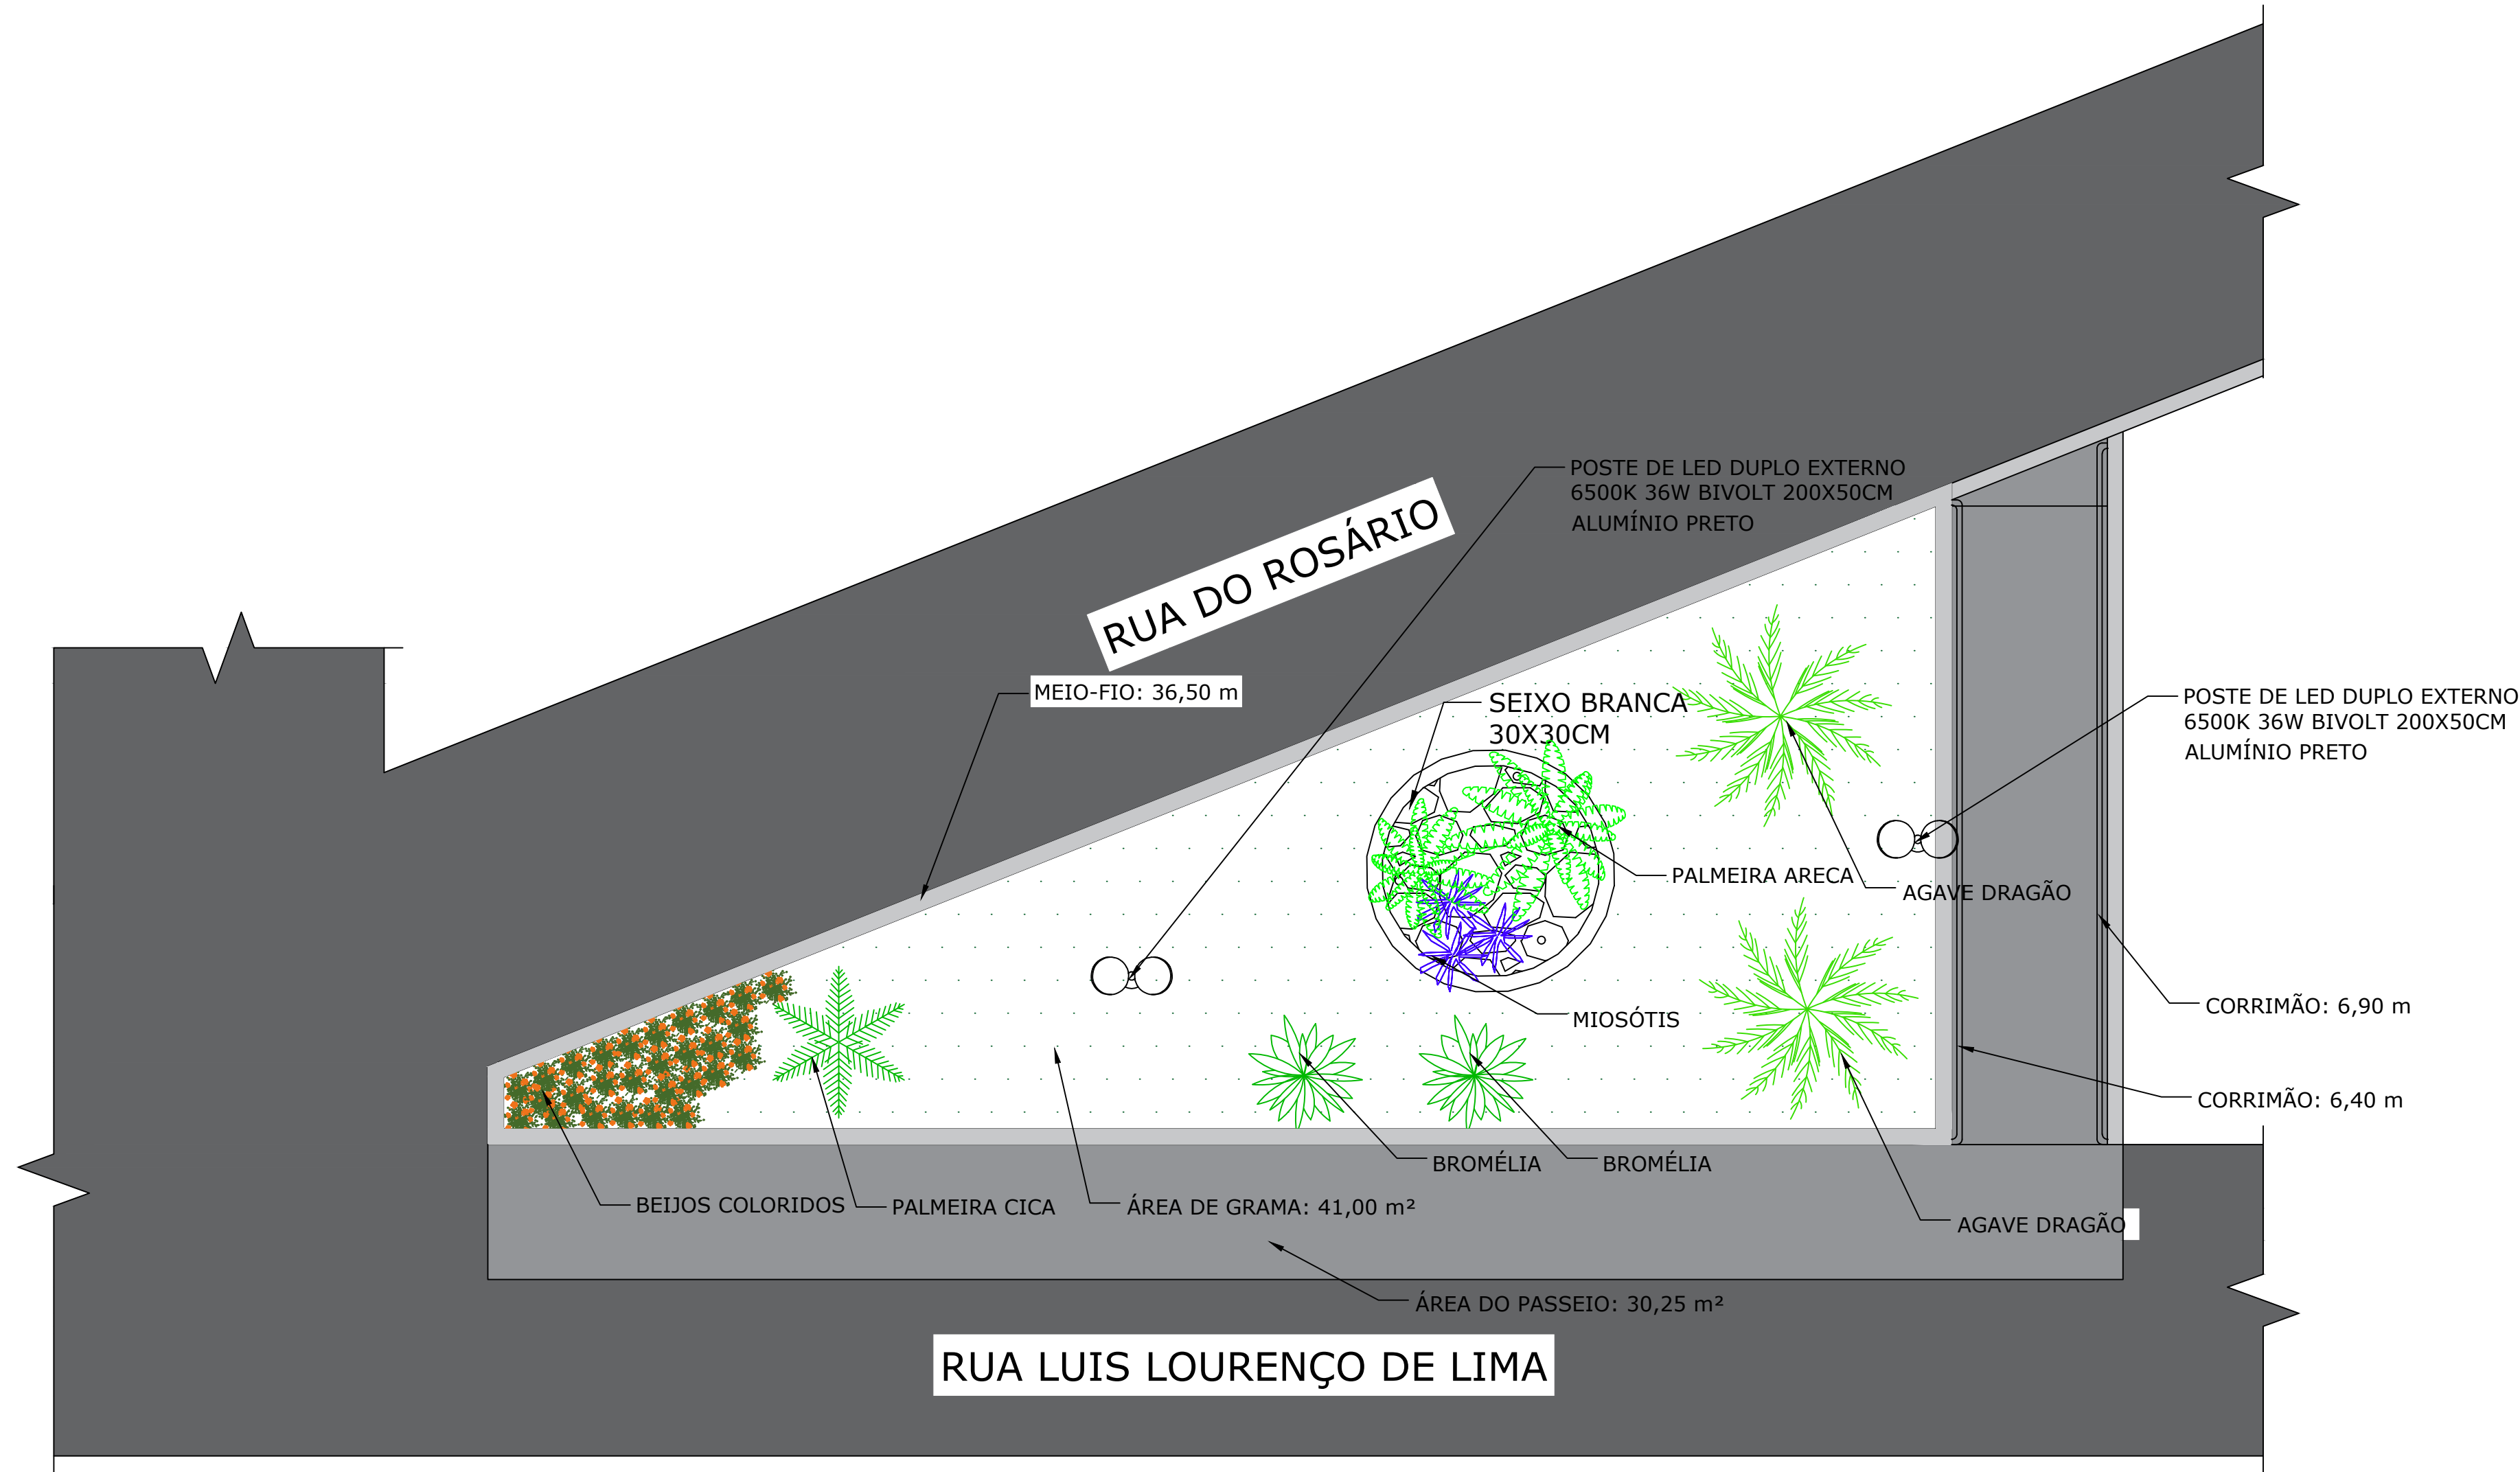 POSTE DE LED DUPLO EXTERNO
6500K 36W BIVOLT 200X50CM
ALUMÍNIO PRETO
RUA DO ROSÁRIO
MEIO-FIO: 36,50 m
SEIXO BRANCA
30X30CM
POSTE DE LED DUPLO EXTERNO
6500K 36W BIVOLT 200X50CM
ALUMÍNIO PRETO
PALMEIRA ARECA
AGAVE DRAGÃO
CORRIMÃO: 6,90 m
MIOSÓTIS
CORRIMÃO: 6,40 m
BROMÉLIA
BROMÉLIA
BEIJOS COLORIDOS
PALMEIRA CICA
ÁREA DE GRAMA: 41,00 m²
AGAVE DRAGÃO
ÁREA DO PASSEIO: 30,25 m²
RUA LUIS LOURENÇO DE LIMA